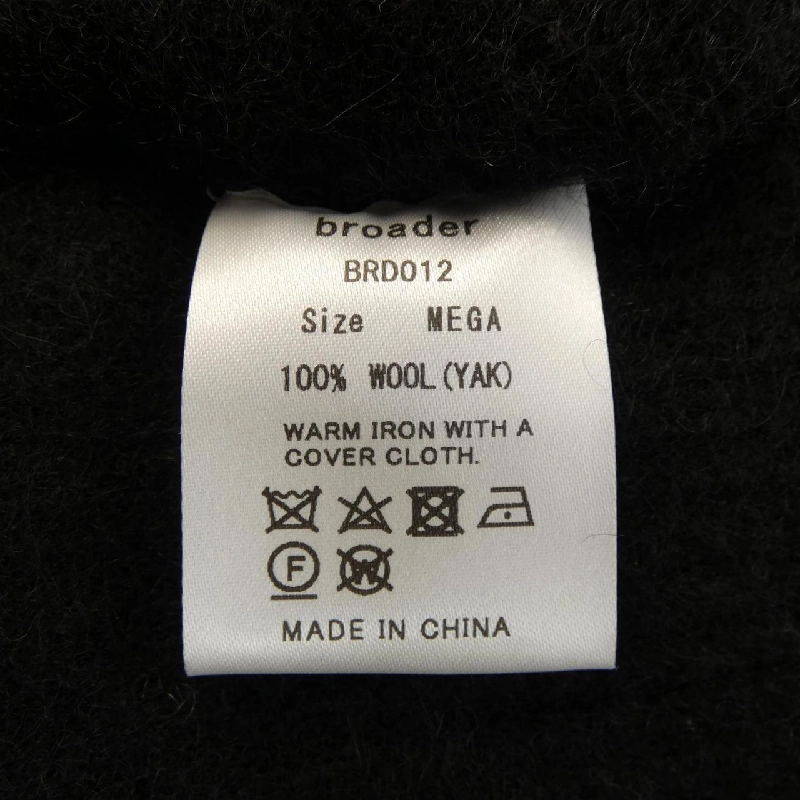 broader
BRD012
Size MEGA
100% WOOL(YAK)
WARM IRON WITH A
COVER CLOTH.
F W
MADE IN CHINA